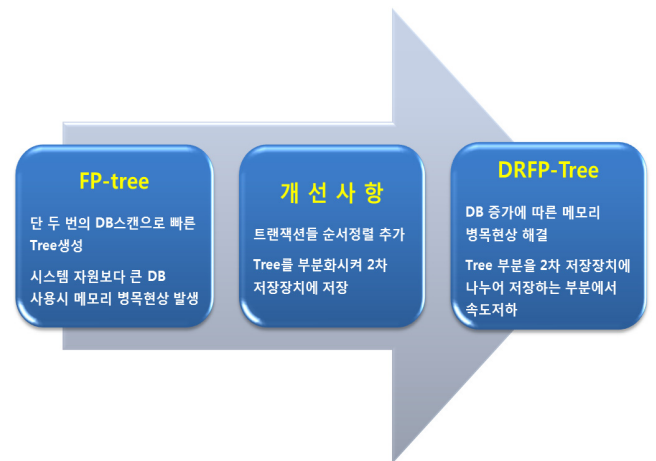 FP-tree
단 두 번의 DB스캔으로 빠른
Tree생성
시스템 자원보다 큰 DB
사용시 메모리 병목현상 발생
개 선 사 항
트랜잭션들 순서정렬 추가
Tree를 부분화시켜 2차
저장장치에 저장
DRFP-Tree
DB 증가에 따른 메모리
병목현상 해결
Tree 부분을 2차 저장장치에
나누어 저장하는 부분에서
속도저하